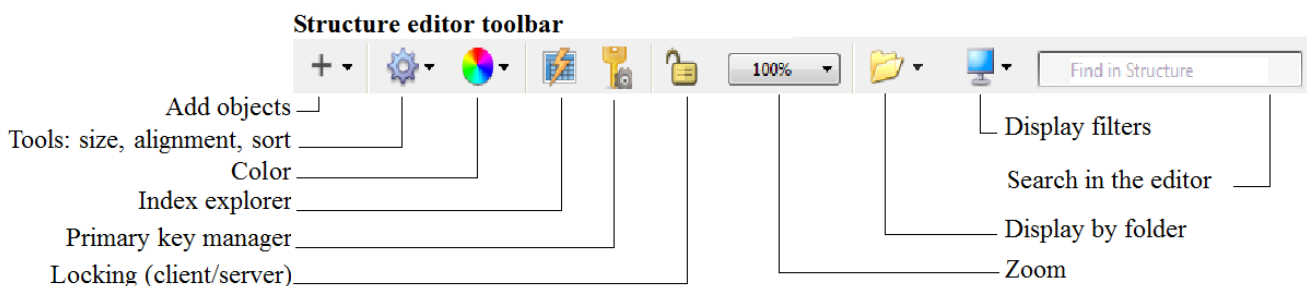 Structure editor toolbar
100%
Find in Structure
Add objects
Tools: size, alignment, sort
Color
Index explorer
Primary key manager
Locking (client/server)
Display filters
Search in the editor
Display by folder
Zoom